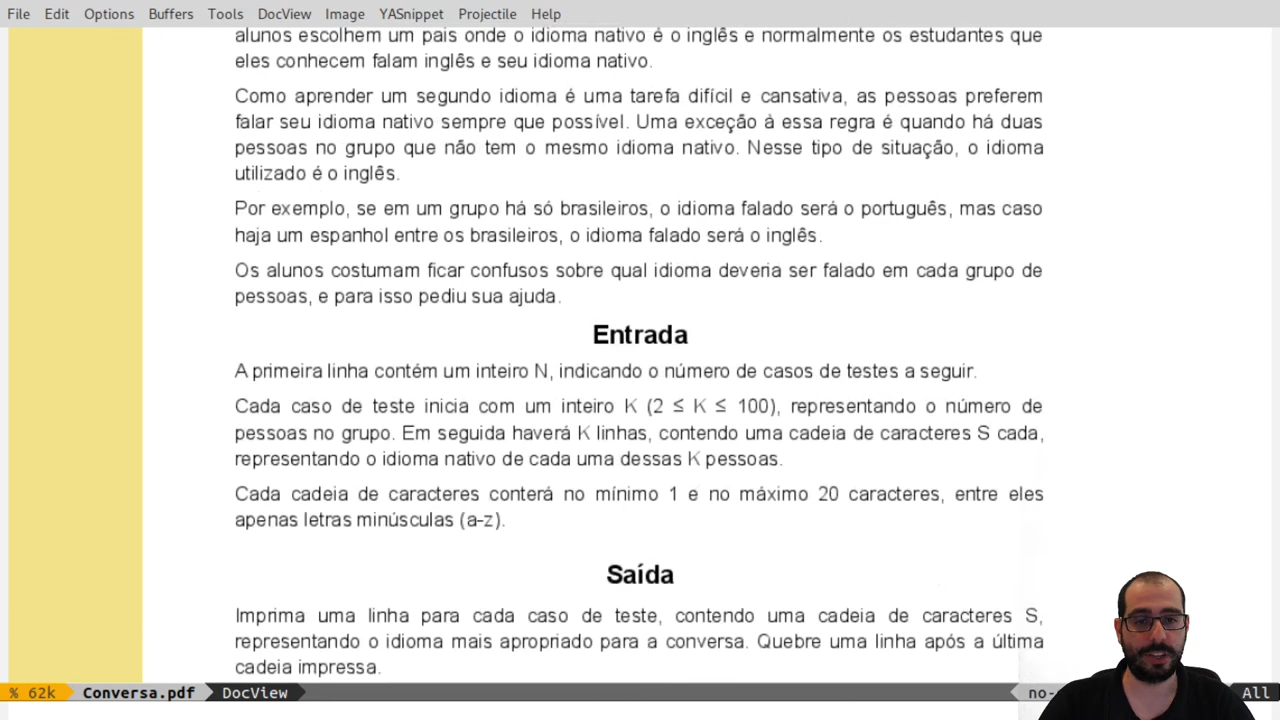 File Edit Options Buffers Tools DocView Image YASnippet Projectile Help
alunos escolhem um país onde o idioma nativo é o inglês e normalmente os estudantes que
eles conhecem falam inglês e seu idioma nativo.
Como aprender um segundo idioma é uma tarefa difícil e cansativa, as pessoas preferem
falar seu idioma nativo sempre que possível. Uma exceção à essa regra é quando há duas
pessoas no grupo que não tem o mesmo idioma nativo. Nesse tipo de situação, o idioma
utilizado é o inglês.
Por exemplo, se em um grupo há só brasileiros, o idioma falado será o português, mas caso
haja um espanhol entre os brasileiros, o idioma falado será o inglês.
Os alunos costumam ficar confusos sobre qual idioma deveria ser falado em cada grupo de
pessoas, e para isso pediu sua ajuda.
Entrada
A primeira linha contém um inteiro N, indicando o número de casos de testes a seguir.
Cada caso de teste inicia com um inteiro K (2 ≤ K ≤ 100), representando o número de
pessoas no grupo. Em seguida haverá K linhas, contendo uma cadeia de caracteres S cada,
representando o idioma nativo de cada uma dessas K pessoas.
Cada cadeia de caracteres conterá no mínimo 1 e no máximo 20 caracteres, entre eles
apenas letras minúsculas (a-z).
Saída
Imprima uma linha para cada caso de teste, contendo uma cadeia de caracteres S,
representando o idioma mais apropriado para a conversa. Quebre uma linha após a última
cadeia impressa.
% 62k Conversa.pdf DocView All